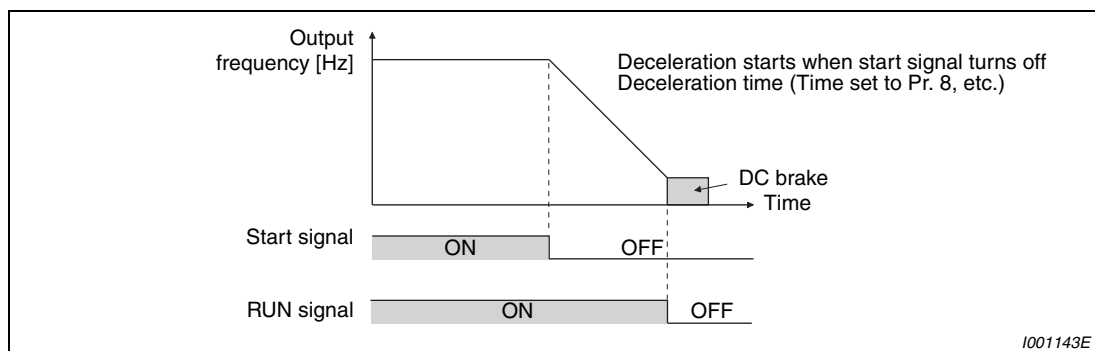 Output
frequency [Hz]
Deceleration starts when start signal turns off
Deceleration time (Time set to Pr. 8, etc.)
DC brake
Time
Start signal
ON
OFF
RUN signal
ON
OFF
I001143E